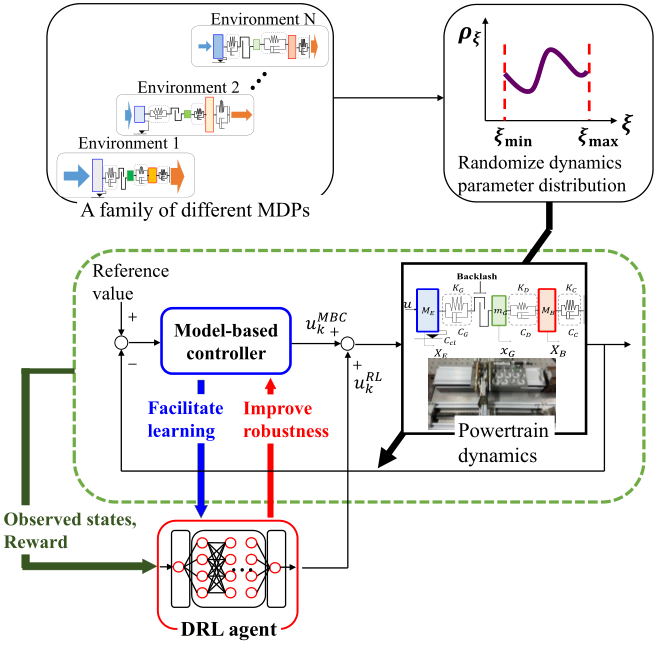 Environment N
Environment 2
Environment 1
A family of different MDPs
ρξ
ξmin
ξmax
ξ
Randomize dynamics
parameter distribution
Reference
value
+
−
Model-based
controller
u_k^MBC
+
+
u_k^RL
Backlash
K_G
K_D
K_C
u
M_E
m_G
M_B
C_G
C_D
C_C
C_cl
X_E
x_G
X_B
Powertrain
dynamics
Facilitate
learning
Improve
robustness
Observed states,
Reward
DRL agent